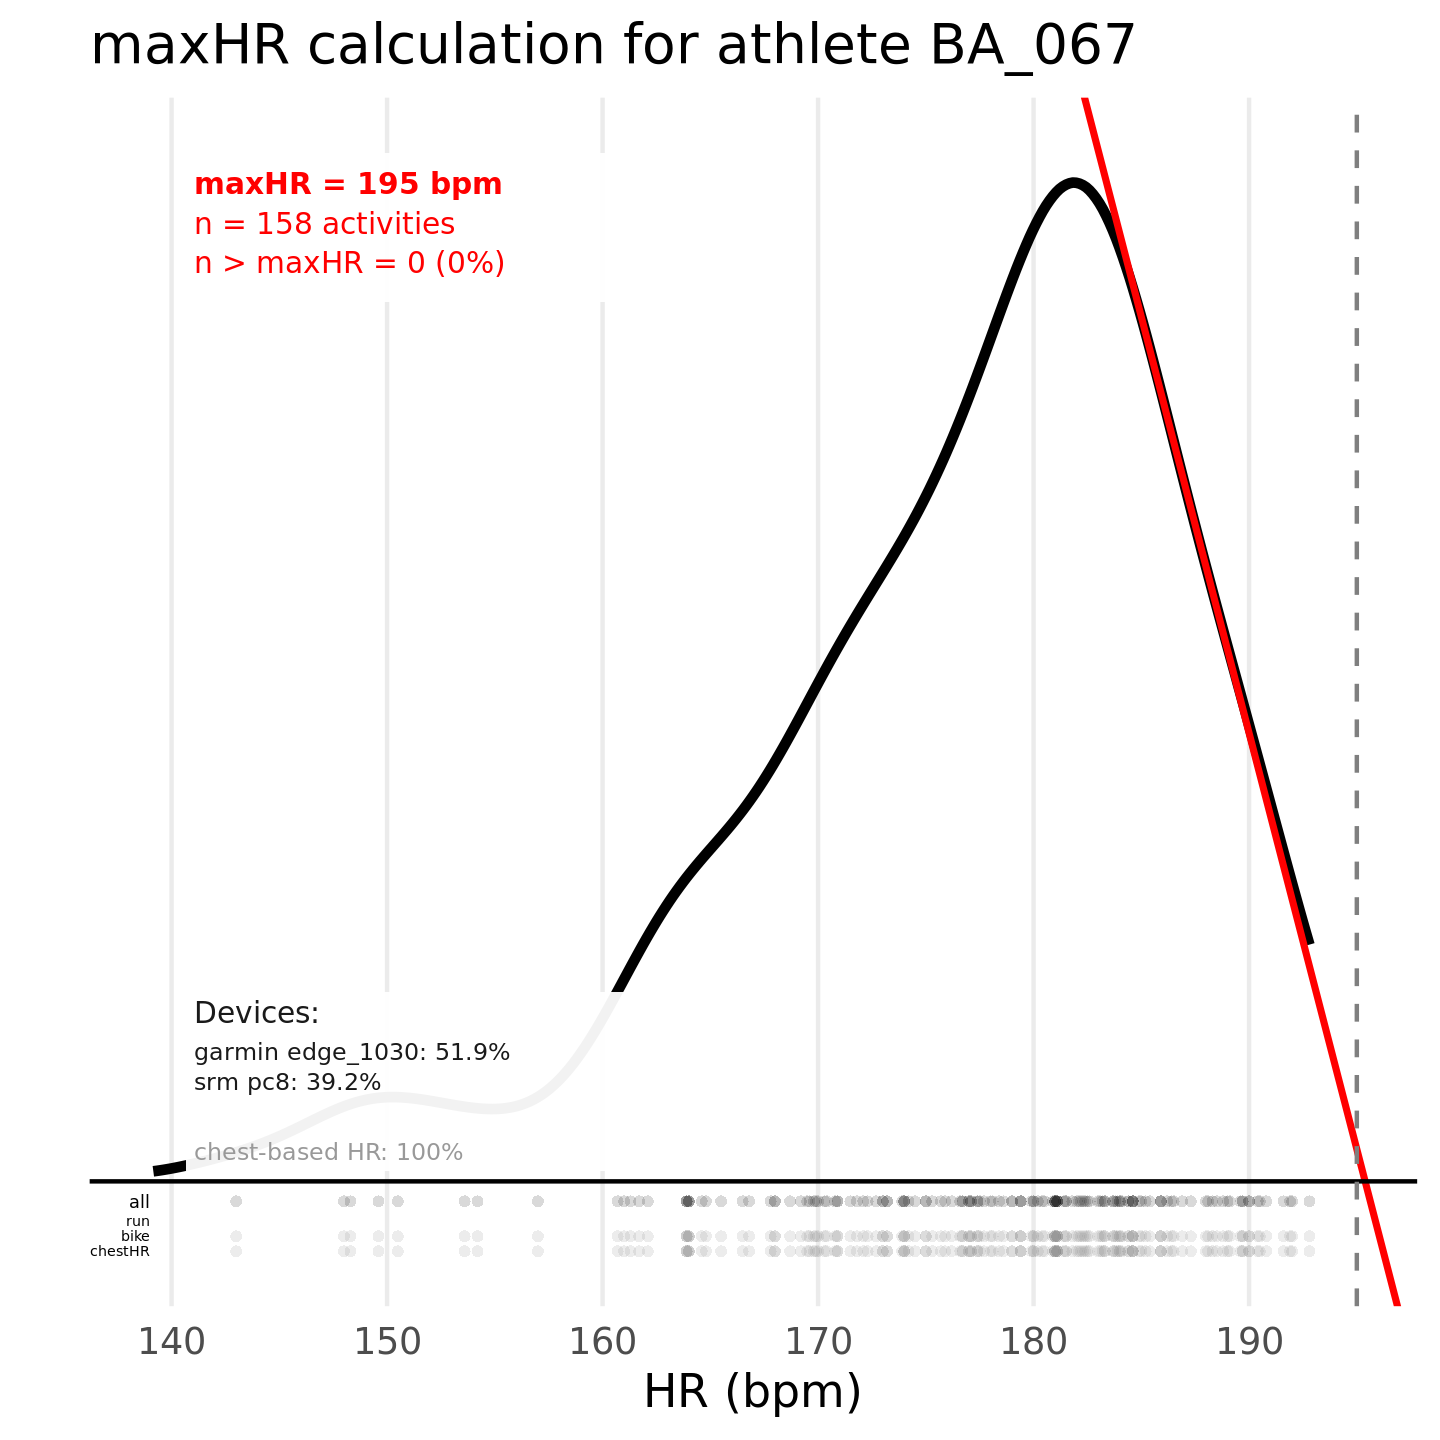 maxHR calculation for athlete BA_067
maxHR = 195 bpm
n = 158 activities
n > maxHR = 0 (0%)
Devices:
garmin edge_1030: 51.9%
srm pc8: 39.2%
chest-based HR: 100%
all
run
bike
chestHR
140 150 160 170 180 190
HR (bpm)